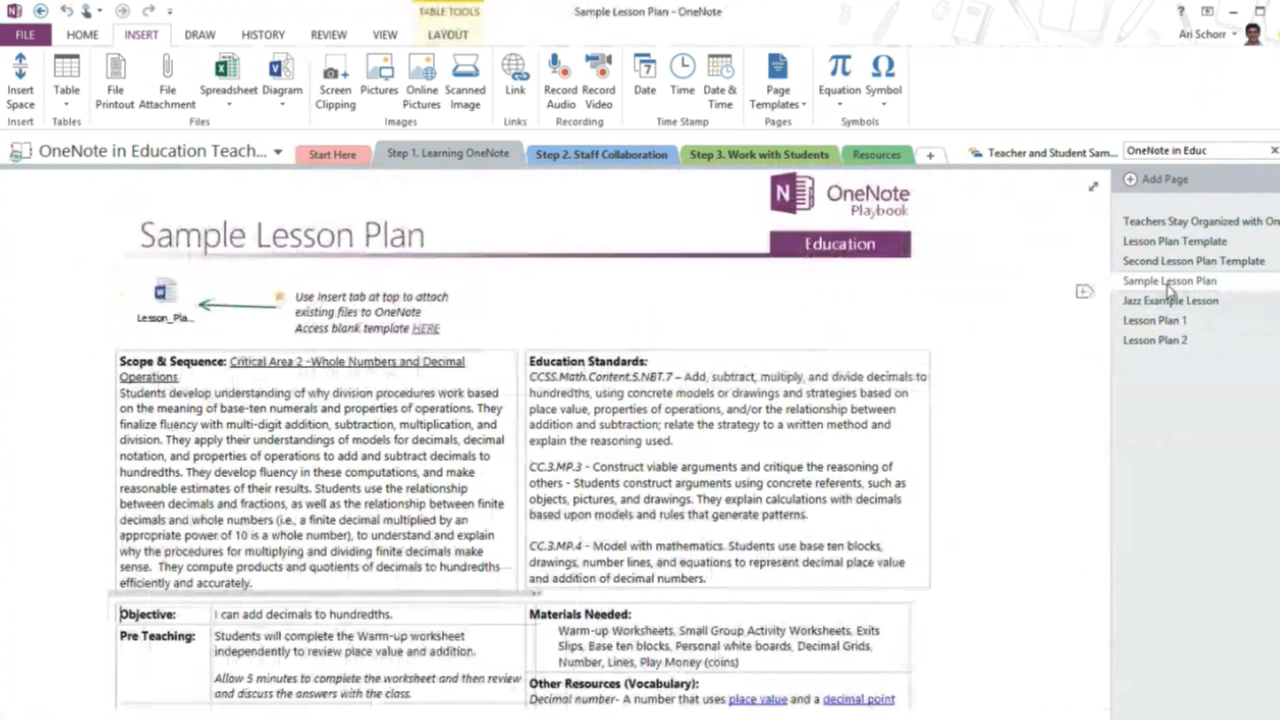 Sample Lesson Plan - OneNote
TABLE TOOLS
FILE HOME INSERT DRAW HISTORY REVIEW VIEW LAYOUT
Ari Schorr
Insert Space
Table
File Printout
File Attachment
Spreadsheet
Diagram
Screen Clipping
Pictures
Online Pictures
Scanned Image
Link
Record Audio
Record Video
Date
Time
Date & Time
Page Templates
Equation
Symbol
Insert Tables Files Images Links Recording Time Stamp Pages Symbols
OneNote in Education Teach...
Start Here
Step 1. Learning OneNote
Step 2. Staff Collaboration
Step 3. Work with Students
Resources
Teacher and Student Sam...
OneNote in Educ
Add Page
Teachers Stay Organized with On
Lesson Plan Template
Second Lesson Plan Template
Sample Lesson Plan
Jazz Example Lesson
Lesson Plan 1
Lesson Plan 2
N OneNote
Playbook
Education
Sample Lesson Plan
Lesson_Pla...
Use Insert tab at top to attach
existing files to OneNote
Access blank template HERE
Scope & Sequence: Critical Area 2 -Whole Numbers and Decimal
Operations
Students develop understanding of why division procedures work based
on the meaning of base-ten numerals and properties of operations. They
finalize fluency with multi-digit addition, subtraction, multiplication, and
division. They apply their understandings of models for decimals, decimal
notation, and properties of operations to add and subtract decimals to
hundredths. They develop fluency in these computations, and make
reasonable estimates of their results. Students use the relationship
between decimals and fractions, as well as the relationship between finite
decimals and whole numbers (i.e., a finite decimal multiplied by an
appropriate power of 10 is a whole number), to understand and explain
why the procedures for multiplying and dividing finite decimals make
sense. They compute products and quotients of decimals to hundredths
efficiently and accurately.
Education Standards:
CCSS.Math.Content.5.NBT.7 – Add, subtract, multiply, and divide decimals to
hundredths, using concrete models or drawings and strategies based on
place value, properties of operations, and/or the relationship between
addition and subtraction; relate the strategy to a written method and
explain the reasoning used.
CC.3.MP.3 - Construct viable arguments and critique the reasoning of
others - Students construct arguments using concrete referents, such as
objects, pictures, and drawings. They explain calculations with decimals
based upon models and rules that generate patterns.
CC.3.MP.4 - Model with mathematics. Students use base ten blocks,
drawings, number lines, and equations to represent decimal place value
and addition of decimal numbers.
Objective: I can add decimals to hundredths.
Pre Teaching: Students will complete the Warm-up worksheet
independently to review place value and addition.
Allow 5 minutes to complete the worksheet and then review
and discuss the answers with the class.
Materials Needed:
Warm-up Worksheets, Small Group Activity Worksheets, Exits
Slips, Base ten blocks, Personal white boards, Decimal Grids,
Number, Lines, Play Money (coins)
Other Resources (Vocabulary):
Decimal number- A number that uses place value and a decimal point